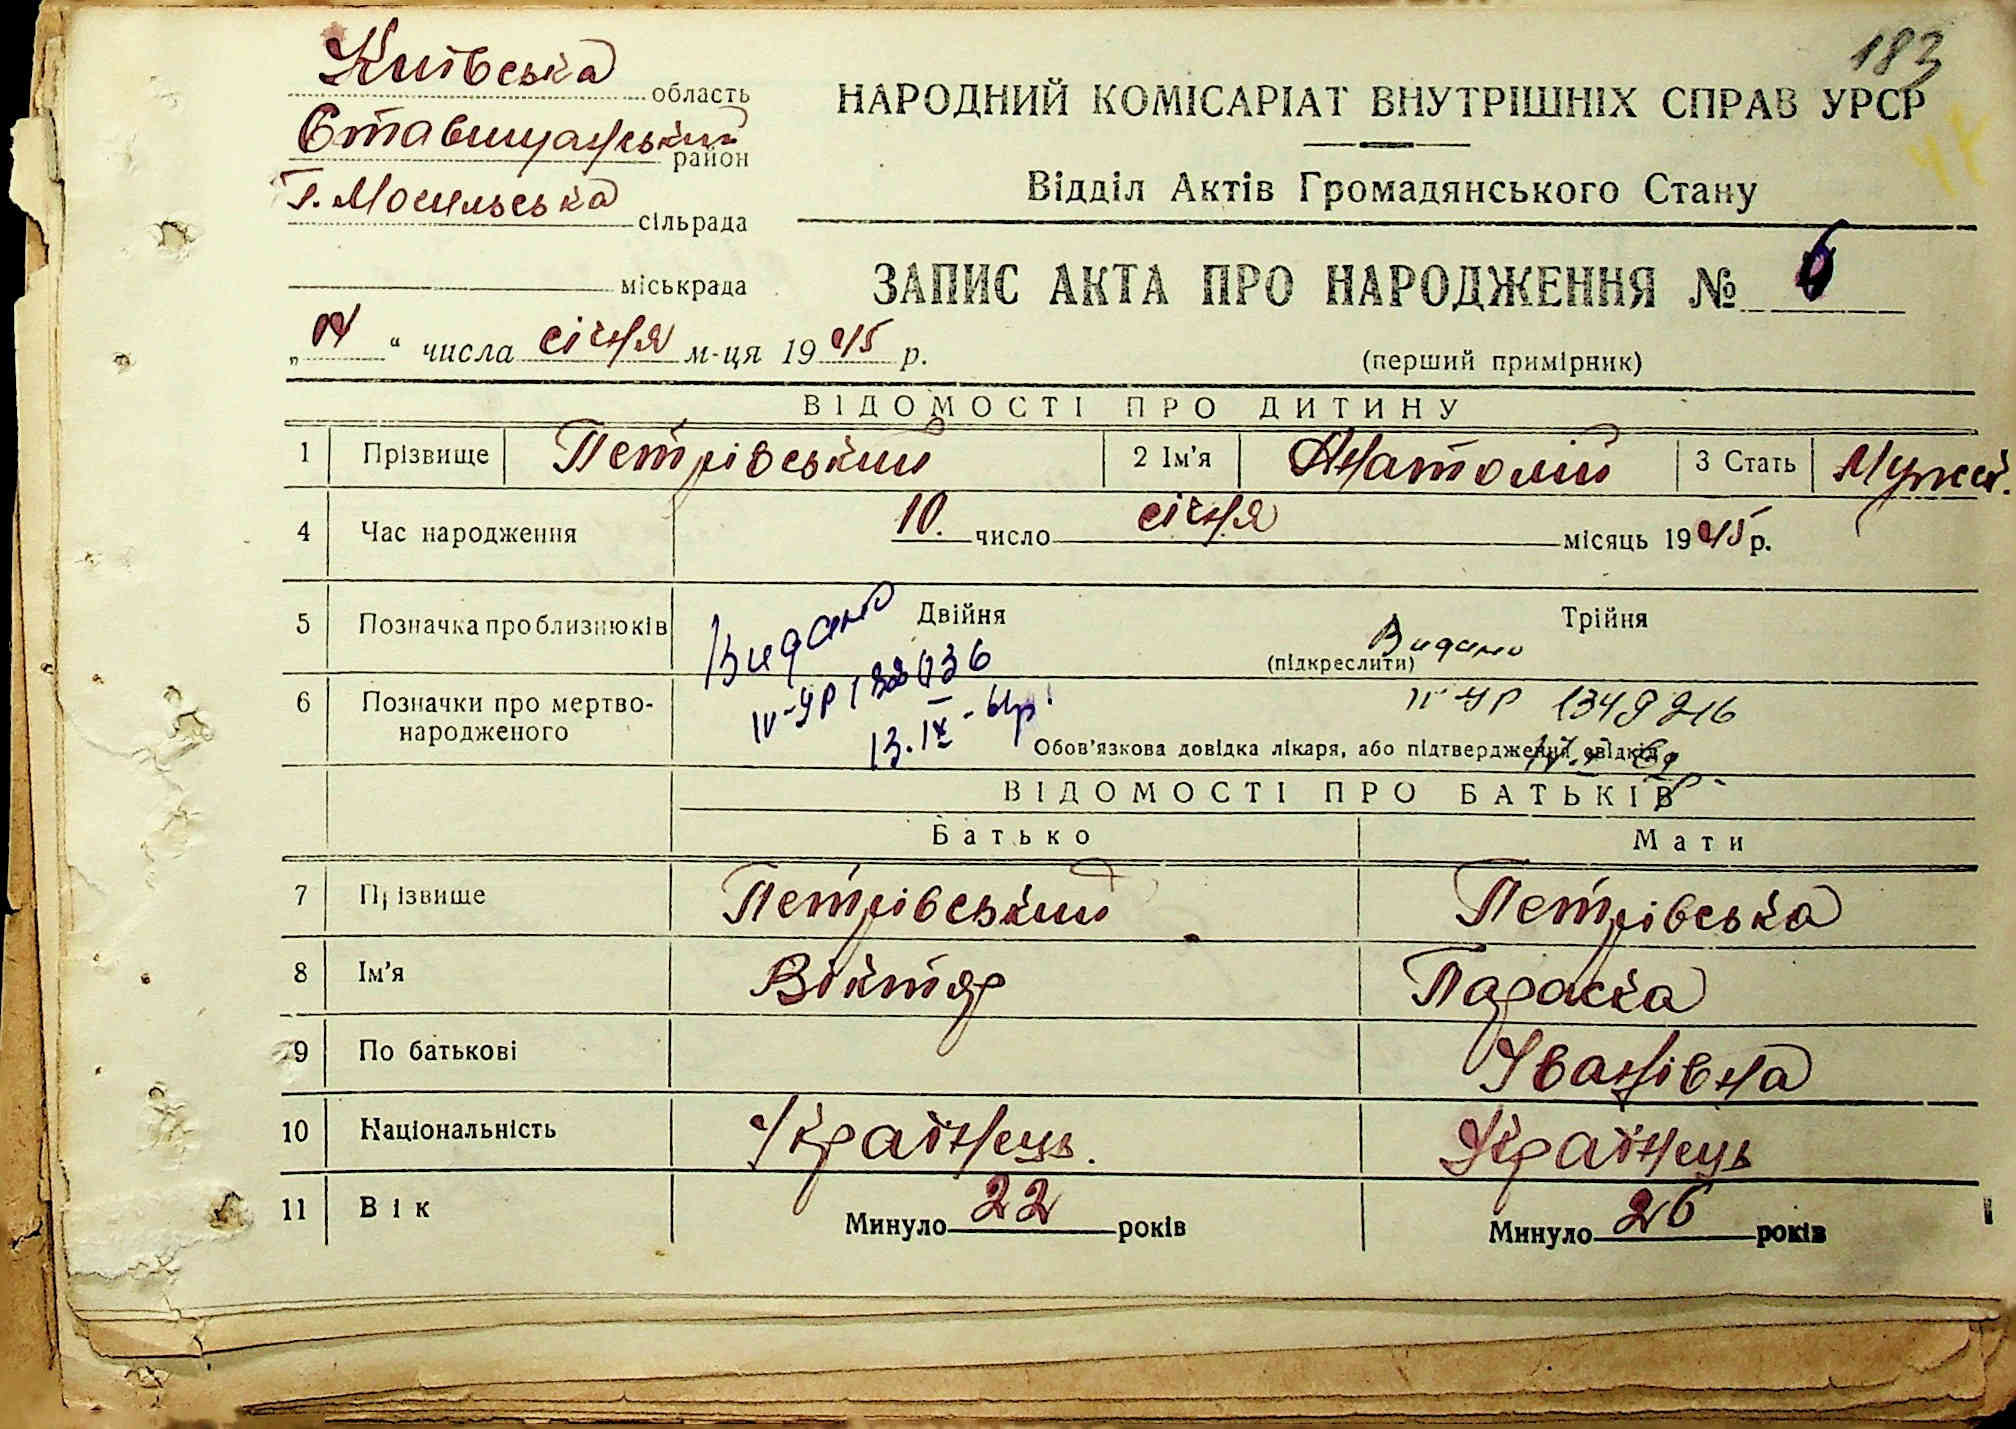 183
44
Київська область
Ставищанський район
Г. Могильська сільрада
міськрада
НАРОДНИЙ КОМІСАРІАТ ВНУТРІШНІХ СПРАВ УРСР
Відділ Актів Громадянського Стану
ЗАПИС АКТА ПРО НАРОДЖЕННЯ № 6
„ “ числа січня м-ця 1945 р.
(перший примірник)
ВІДОМОСТІ ПРО ДИТИНУ
1 Прізвище Петрівський 2 Ім’я Анатолій 3 Стать
4 Час народження 10. число січня місяць 1945 р.
5 Позначка про близнюків Двійня Трійня
(підкреслити)
Видано
Видано
6 Позначки про мертво-
народженого
IV-УР
13.IX-61р.
IV-УР 1349216
Обов’язкова довідка лікаря, або підтвердження свідків
ВІДОМОСТІ ПРО БАТЬКІВ
Батько Мати
7 Прізвище Петрівський Петрівська
8 Ім’я Віктор Параска
9 По батькові Іванівна
10 Національність Українець. Українець
11 Вік Минуло 22 років Минуло 26 років